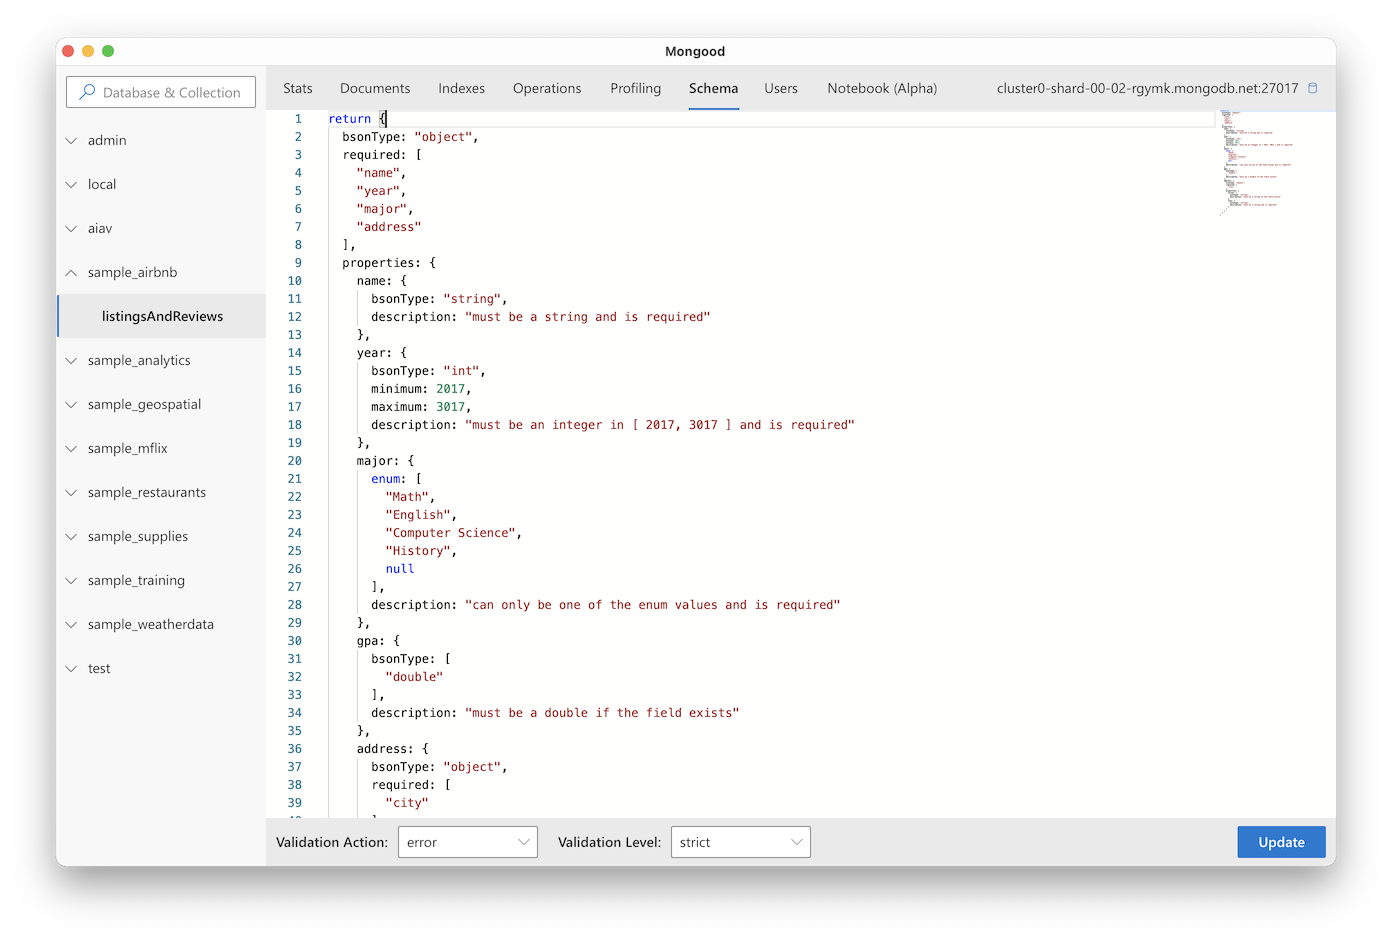 Mongood
Database & Collection
Stats Documents Indexes Operations Profiling Schema Users Notebook (Alpha) cluster0-shard-00-02-rgymk.mongodb.net:27017
admin
local
aiav
sample_airbnb
listingsAndReviews
sample_analytics
sample_geospatial
sample_mflix
sample_restaurants
sample_supplies
sample_training
sample_weatherdata
test
1 return {
2 bsonType: "object",
3 required: [
4 "name",
5 "year",
6 "major",
7 "address"
8 ],
9 properties: {
10 name: {
11 bsonType: "string",
12 description: "must be a string and is required"
13 },
14 year: {
15 bsonType: "int",
16 minimum: 2017,
17 maximum: 3017,
18 description: "must be an integer in [ 2017, 3017 ] and is required"
19 },
20 major: {
21 enum: [
22 "Math",
23 "English",
24 "Computer Science",
25 "History",
26 null
27 ],
28 description: "can only be one of the enum values and is required"
29 },
30 gpa: {
31 bsonType: [
32 "double"
33 ],
34 description: "must be a double if the field exists"
35 },
36 address: {
37 bsonType: "object",
38 required: [
39 "city"
Validation Action: error Validation Level: strict Update